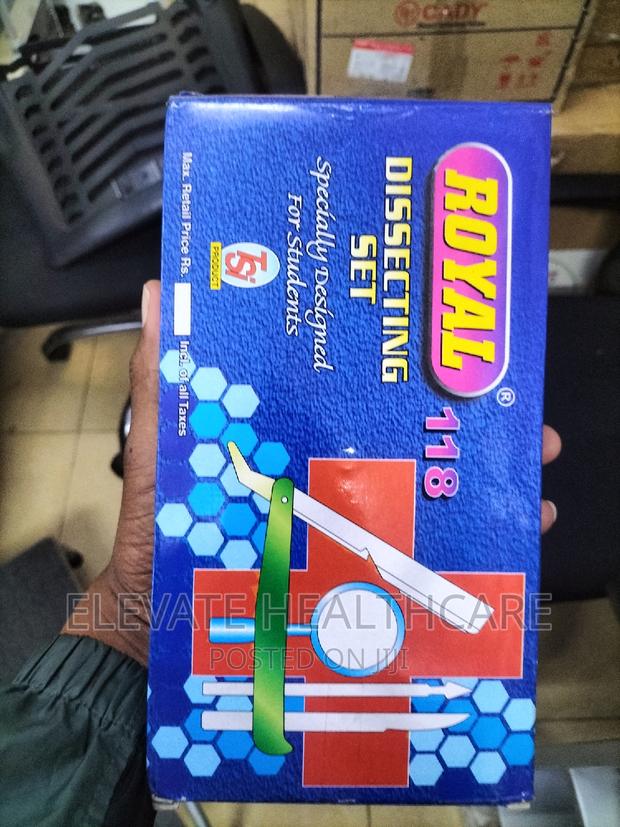 CADY
ROYAL®
118
DISSECTING
SET
Specially Designed
For Students
TSI
PRODUCT
Max. Retail Price Rs. Incl. of all Taxes
ELEVATE HEALTHCARE
POSTED ON JIJI